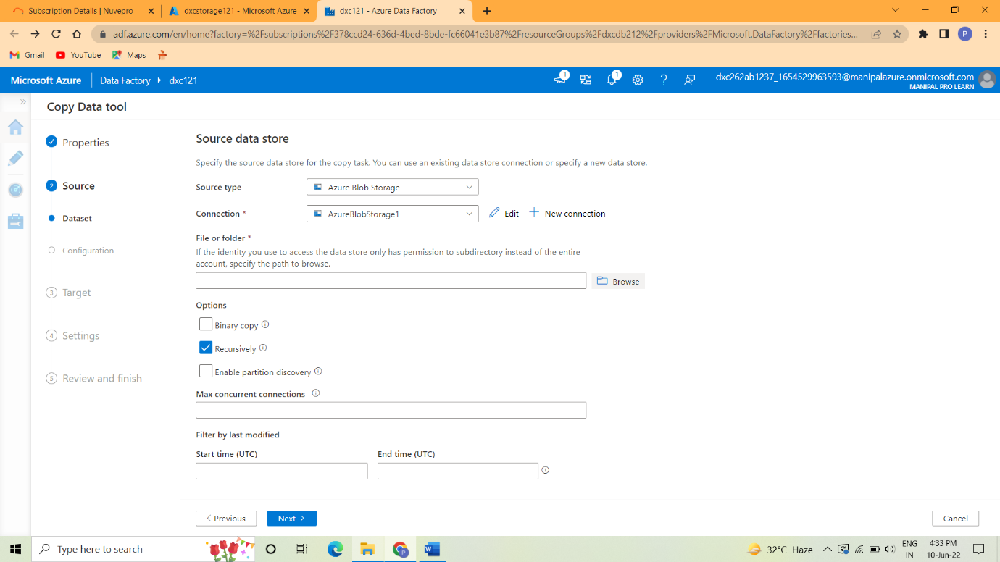 Subscription Details | Nuvepro
dxcstorage121 - Microsoft Azure
dxc121 - Azure Data Factory
adf.azure.com/en/home?factory=%2Fsubscriptions%2F378ccd24-636d-4bed-8bde-fc66041e3b87%2FresourceGroups%2Fdxcdb212%2Fproviders%2FMicrosoft.DataFactory%2Ffactories...
P
Gmail
YouTube
Maps
Microsoft Azure
Data Factory
dxc121
1
1
dxc262ab1237_1654529963593@manipalazure.onmicrosoft.com
MANIPAL PRO LEARN
Copy Data tool
Properties
2 Source
Dataset
Configuration
3 Target
4 Settings
5 Review and finish
Source data store
Specify the source data store for the copy task. You can use an existing data store connection or specify a new data store.
Source type
Azure Blob Storage
Connection *
AzureBlobStorage1
Edit
New connection
File or folder *
If the identity you use to access the data store only has permission to subdirectory instead of the entire
account, specify the path to browse.
Browse
Options
Binary copy
Recursively
Enable partition discovery
Max concurrent connections
Filter by last modified
Start time (UTC)
End time (UTC)
Previous
Next
Cancel
Type here to search
32°C Haze
ENG
IN
4:33 PM
10-Jun-22